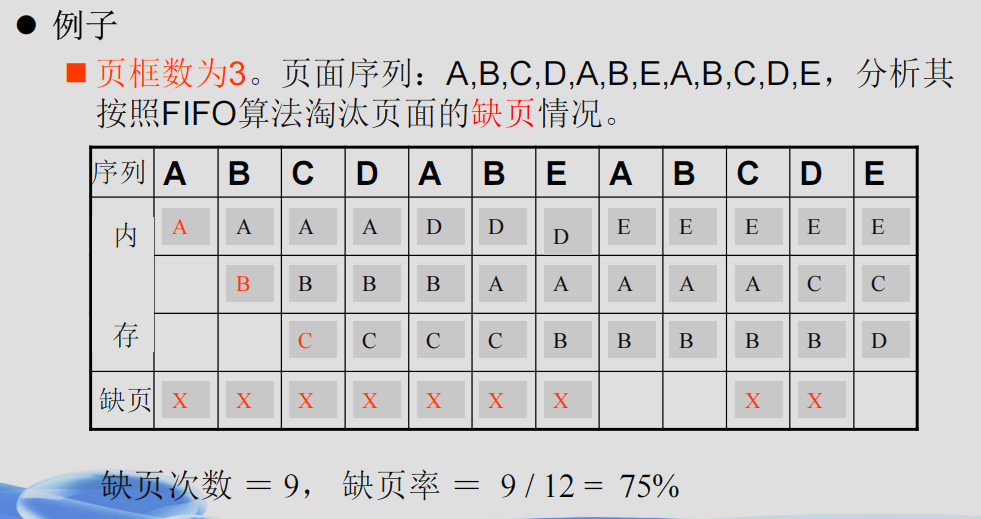 例子
页框数为3。页面序列：A,B,C,D,A,B,E,A,B,C,D,E，分析其
按照FIFO算法淘汰页面的缺页情况。
序列 A B C D A B E A B C D E
内 A A A A D D D E E E E E
B B B B A A A A A C C
存 C C C C B B B B B D
缺页 X X X X X X X X X
缺页次数 ＝ 9， 缺页率 ＝ 9 / 12 = 75%